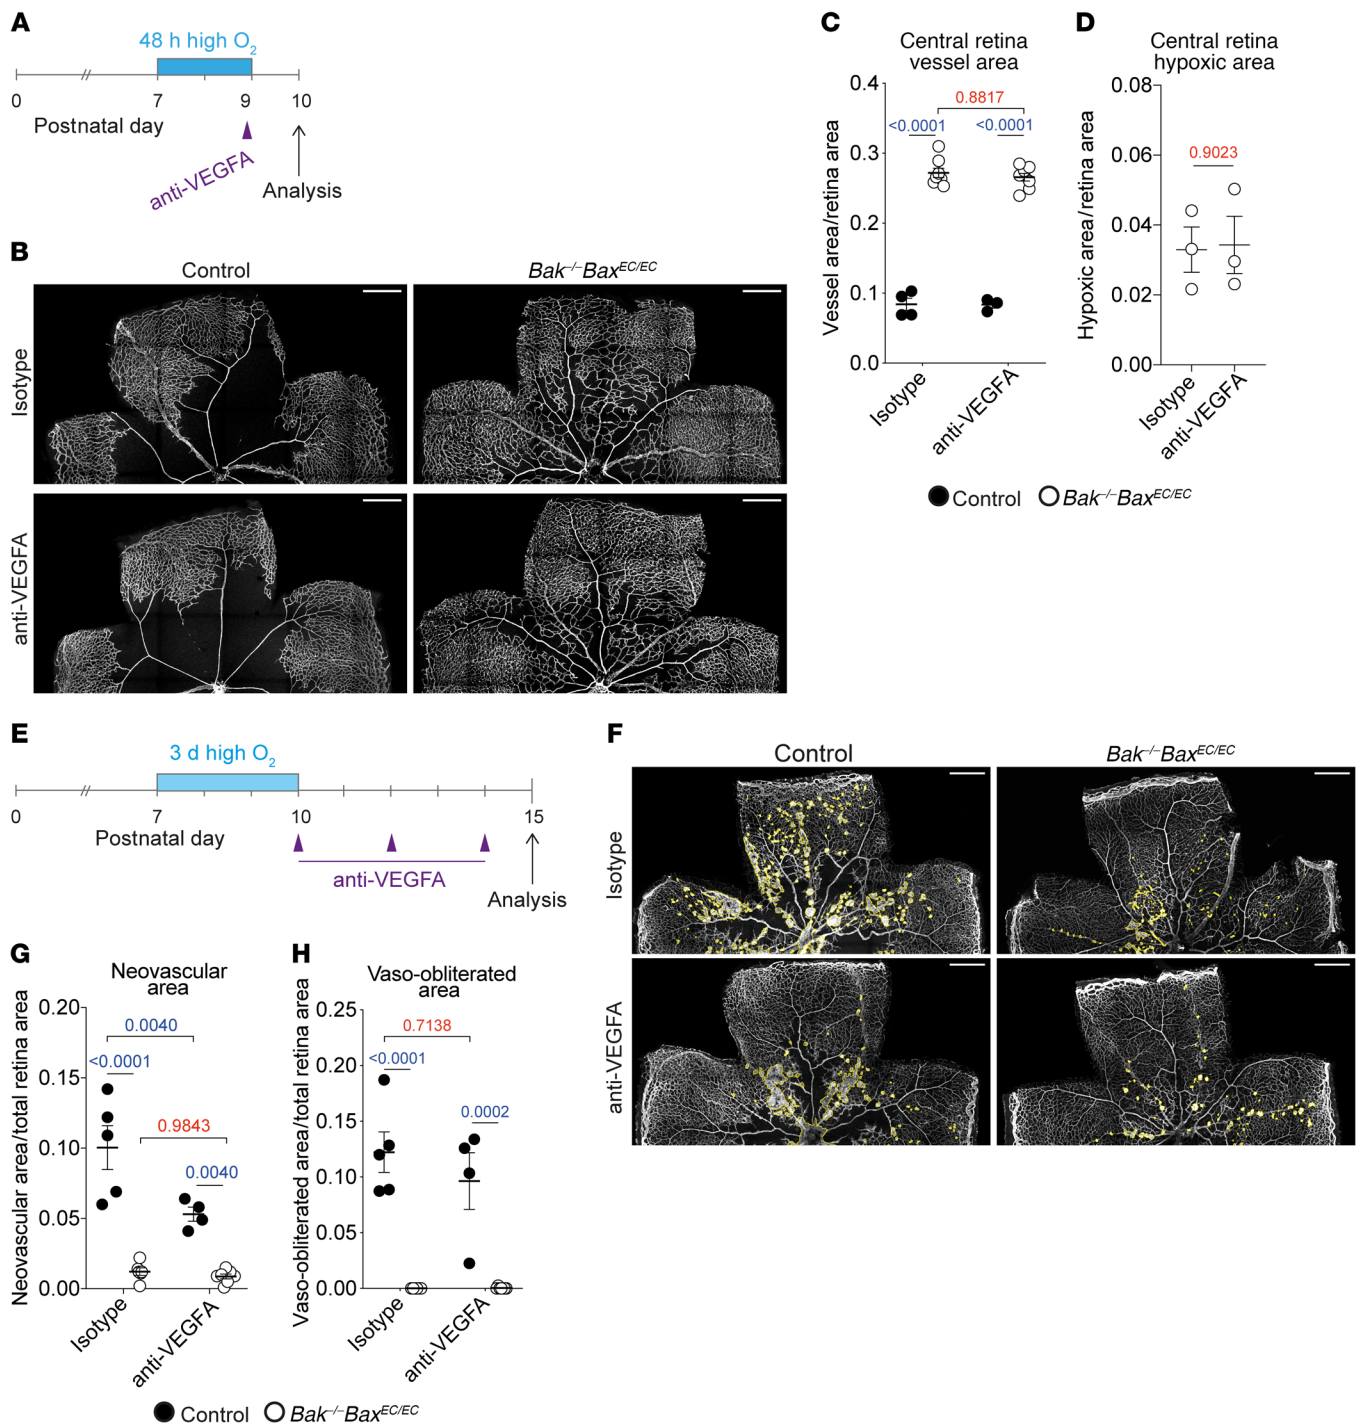 A
48 h high O2
0
7
9
10
Postnatal day
anti-VEGFA
Analysis
B
Control
Bak–/–BaxEC/EC
Isotype
anti-VEGFA
C
Central retina
vessel area
Vessel area/retina area
0.4
0.3
0.2
0.1
0.0
0.8817
<0.0001
<0.0001
Isotype
anti-VEGFA
D
Central retina
hypoxic area
Hypoxic area/retina area
0.08
0.06
0.04
0.02
0.00
0.9023
Isotype
anti-VEGFA
Control
Bak–/–BaxEC/EC
E
3 d high O2
0
7
10
15
Postnatal day
anti-VEGFA
Analysis
F
Control
Bak–/–BaxEC/EC
Isotype
anti-VEGFA
G
Neovascular
area
Neovascular area/total retina area
0.20
0.15
0.10
0.05
0.00
0.0040
<0.0001
0.9843
0.0040
Isotype
anti-VEGFA
H
Vaso-obliterated
area
Vaso-obliterated area/total retina area
0.25
0.20
0.15
0.10
0.05
0.00
0.7138
<0.0001
0.0002
Isotype
anti-VEGFA
Control
Bak–/–BaxEC/EC